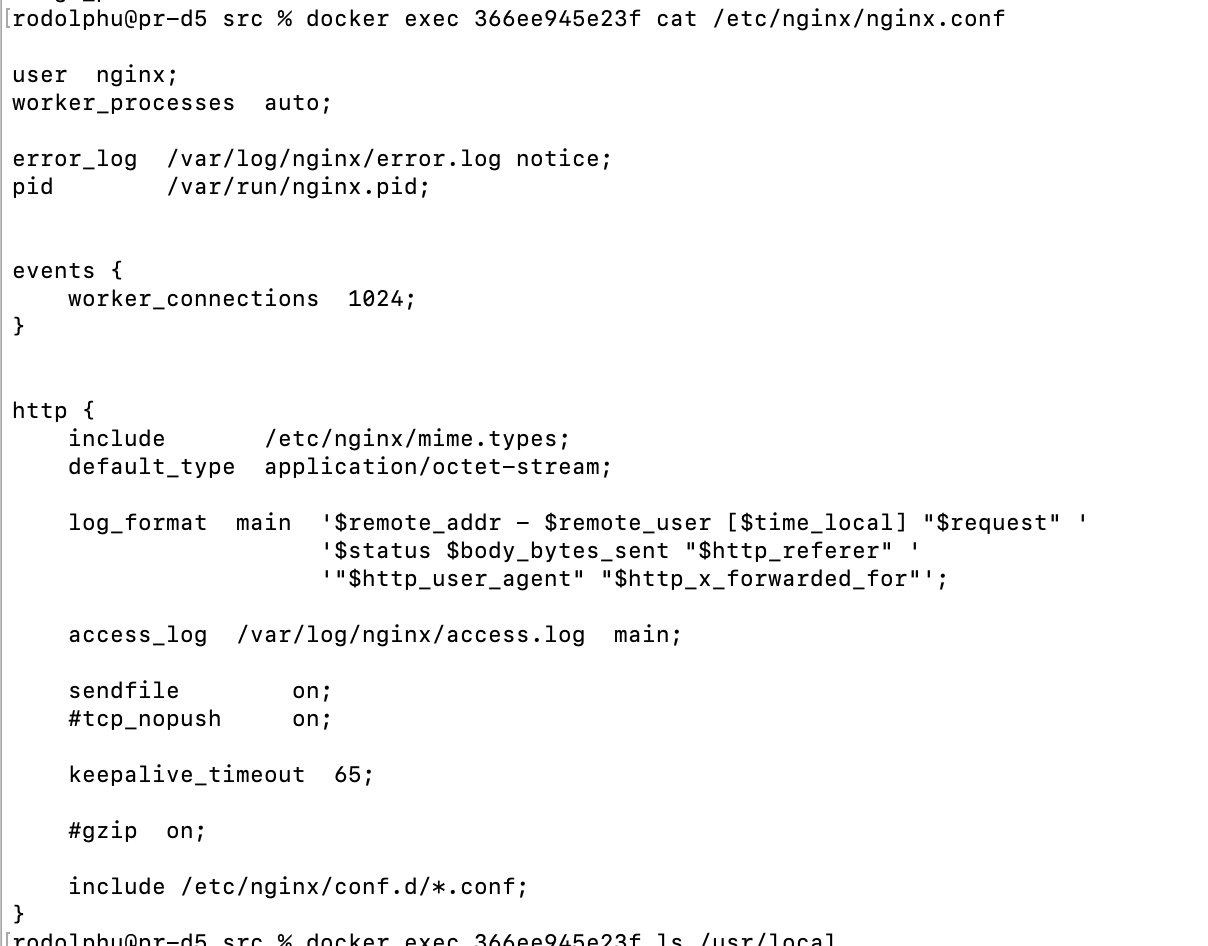 [rodolphu@pr-d5 src % docker exec 366ee945e23f cat /etc/nginx/nginx.conf
user  nginx;
worker_processes  auto;
error_log  /var/log/nginx/error.log notice;
pid        /var/run/nginx.pid;
events {
    worker_connections  1024;
}
http {
    include       /etc/nginx/mime.types;
    default_type  application/octet-stream;
    log_format  main  '$remote_addr - $remote_user [$time_local] "$request" '
                      '$status $body_bytes_sent "$http_referer" '
                      '"$http_user_agent" "$http_x_forwarded_for"';
    access_log  /var/log/nginx/access.log  main;
    sendfile        on;
    #tcp_nopush     on;
    keepalive_timeout  65;
    #gzip  on;
    include /etc/nginx/conf.d/*.conf;
}
[rodolphu@pr-d5 src % docker exec 366ee945e23f ls /usr/local